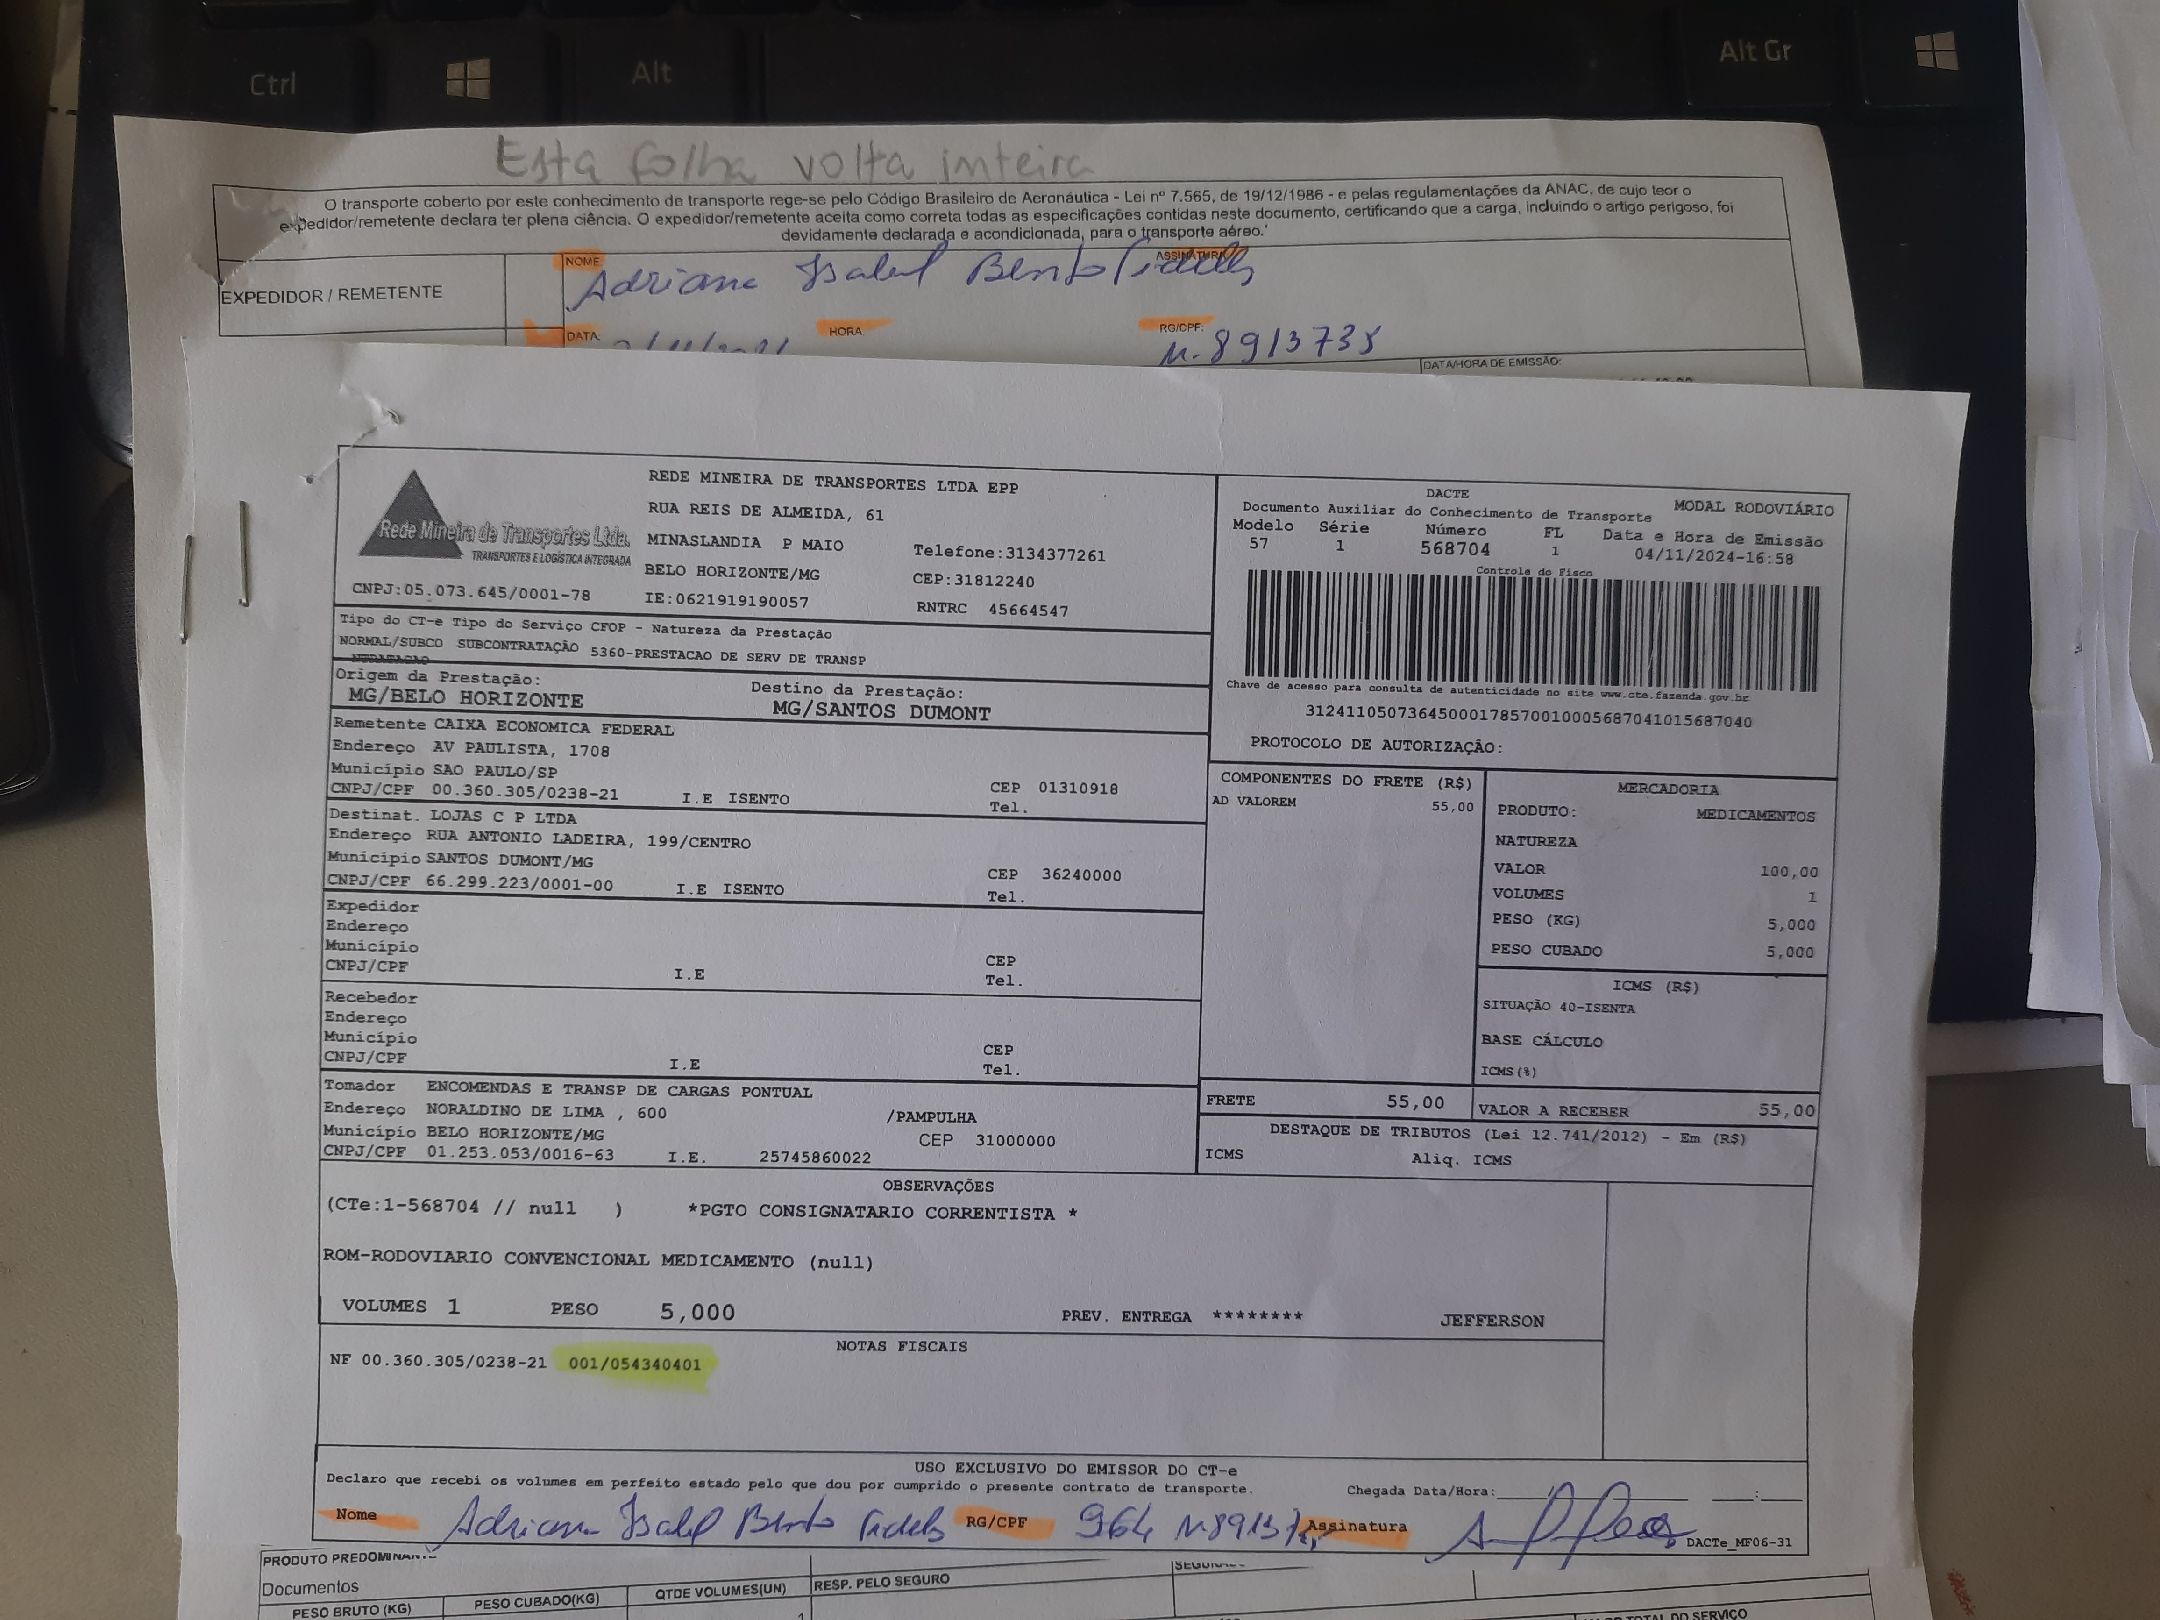 Ctrl
Alt
Alt Gr
Esta folha volta inteira
O transporte coberto por este conhecimento de transporte rege-se pelo Código Brasileiro de Aeronáutica - Lei nº 7.565, de 19/12/1986 - e pelas regulamentações da ANAC, de cujo teor o
expedidor/remetente declara ter plena ciência. O expedidor/remetente aceita como correta todas as especificações contidas neste documento, certificando que a carga, incluindo o artigo perigoso, foi
devidamente declarada e acondicionada, para o transporte aéreo.'
EXPEDIDOR / REMETENTE
NOME:
ASSINATURA
Adriana Isabel Bento Fidelis
DATA:
HORA:
RG/CPF:
DATA/HORA DE EMISSÃO:
Rede Mineira de Transportes Ltda.
TRANSPORTES E LOGÍSTICA INTEGRADA
CNPJ:05.073.645/0001-78
REDE MINEIRA DE TRANSPORTES LTDA EPP
RUA REIS DE ALMEIDA, 61
MINASLANDIA P MAIO Telefone:3134377261
BELO HORIZONTE/MG CEP:31812240
IE:0621919190057 RNTRC 45664547
DACTE MODAL RODOVIÁRIO
Documento Auxiliar do Conhecimento de Transporte
Modelo Série Número FL Data e Hora de Emissão
57 1 568704 1 04/11/2024-16:58
Controle do Fisco
Chave de acesso para consulta de autenticidade no site www.cte.fazenda.gov.br
31241105073645000178570010005687041015687040
PROTOCOLO DE AUTORIZAÇÃO:
Tipo do CT-e Tipo do Serviço CFOP - Natureza da Prestação
NORMAL/SUBCO SUBCONTRATAÇÃO 5360-PRESTACAO DE SERV DE TRANSP
NTRATACAO
Origem da Prestação: Destino da Prestação:
MG/BELO HORIZONTE MG/SANTOS DUMONT
Remetente CAIXA ECONOMICA FEDERAL
Endereço AV PAULISTA, 1708
Município SAO PAULO/SP CEP 01310918
CNPJ/CPF 00.360.305/0238-21 I.E ISENTO Tel.
Destinat. LOJAS C P LTDA
Endereço RUA ANTONIO LADEIRA, 199/CENTRO
Município SANTOS DUMONT/MG CEP 36240000
CNPJ/CPF 66.299.223/0001-00 I.E ISENTO Tel.
Expedidor
Endereço
Município CEP
CNPJ/CPF I.E Tel.
Recebedor
Endereço
Município CEP
CNPJ/CPF I.E Tel.
Tomador ENCOMENDAS E TRANSP DE CARGAS PONTUAL
Endereço NORALDINO DE LIMA , 600 /PAMPULHA
Município BELO HORIZONTE/MG CEP 31000000
CNPJ/CPF 01.253.053/0016-63 I.E. 25745860022
COMPONENTES DO FRETE (R$)
AD VALOREM 55,00
MERCADORIA
PRODUTO: MEDICAMENTOS
NATUREZA
VALOR 100,00
VOLUMES 1
PESO (KG) 5,000
PESO CUBADO 5,000
ICMS (R$)
SITUAÇÃO 40-ISENTA
BASE CÁLCULO
ICMS(%)
FRETE 55,00 VALOR A RECEBER 55,00
DESTAQUE DE TRIBUTOS (Lei 12.741/2012) - Em (R$)
ICMS Aliq. ICMS
OBSERVAÇÕES
(CTe:1-568704 // null ) *PGTO CONSIGNATARIO CORRENTISTA *
ROM-RODOVIARIO CONVENCIONAL MEDICAMENTO (null)
VOLUMES 1 PESO 5,000 PREV. ENTREGA ******** JEFFERSON
NOTAS FISCAIS
NF 00.360.305/0238-21 001/054340401
USO EXCLUSIVO DO EMISSOR DO CT-e
Declaro que recebi os volumes em perfeito estado pelo que dou por cumprido o presente contrato de transporte. Chegada Data/Hora:
Nome Adriana Isabel Bento Fidelis RG/CPF Assinatura
DACTe_MF06-31
PRODUTO PREDOMINANTE
Documentos
PESO BRUTO (KG) PESO CUBADO(KG) QTDE VOLUMES(UN) RESP. PELO SEGURO